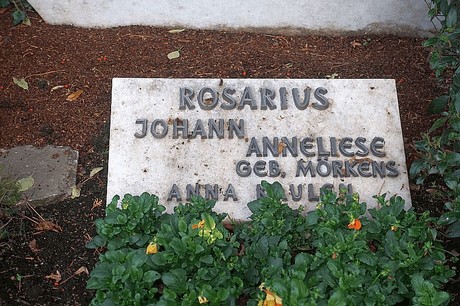 ROSARIUS
JOHANN
ANNELIESE
GEB. MÖRKENS
ANNA